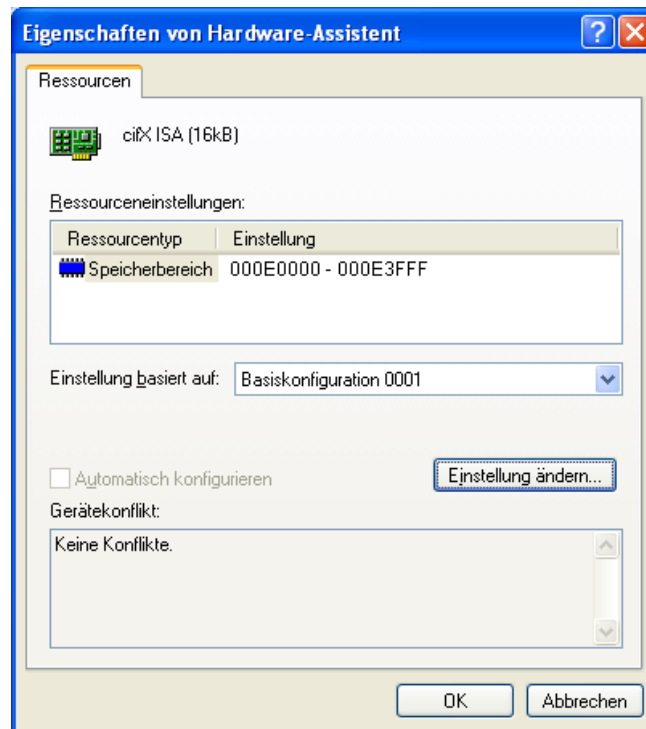 Eigenschaften von Hardware-Assistent
Ressourcen
cifX ISA (16kB)
Ressourceneinstellungen:
Ressourcentyp Einstellung
Speicherbereich 000E0000 - 000E3FFF
Einstellung basiert auf: Basiskonfiguration 0001
Automatisch konfigurieren Einstellung ändern...
Gerätekonflikt:
Keine Konflikte.
OK Abbrechen